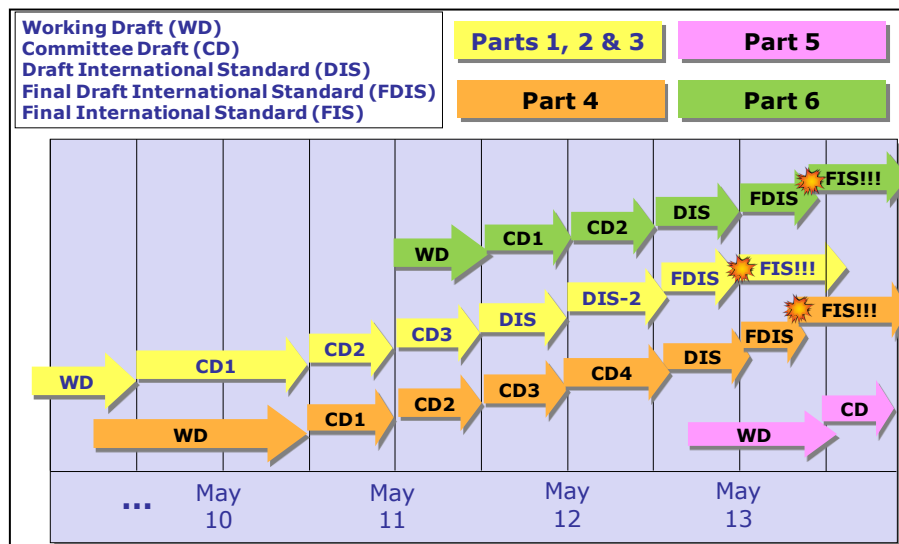 Working Draft (WD)
Committee Draft (CD)
Draft International Standard (DIS)
Final Draft International Standard (FDIS)
Final International Standard (FIS)
Parts 1, 2 & 3
Part 5
Part 4
Part 6
WD
CD1
CD2
DIS
FDIS
FIS!!!
WD
CD1
CD2
CD3
DIS
DIS-2
FDIS
FIS!!!
WD
CD1
CD2
CD3
CD4
DIS
FDIS
FIS!!!
WD
CD
...
May
10
May
11
May
12
May
13